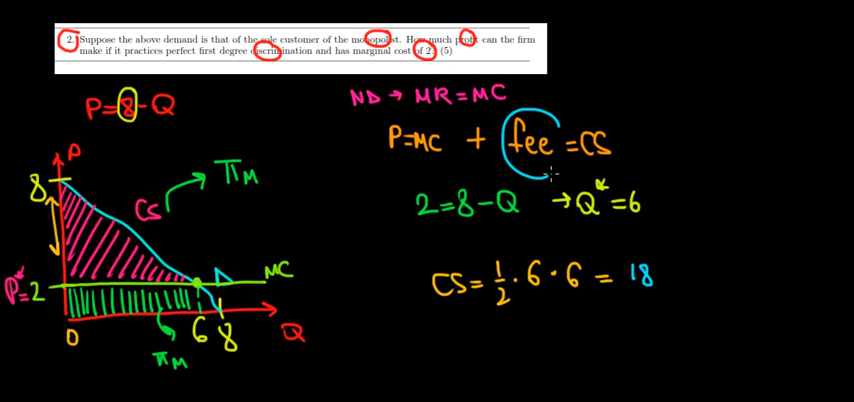 2. Suppose the above demand is that of the sole customer of the monopolist. How much profit can the firm
make if it practices perfect first degree discrimination and has marginal cost of 2? (5)
P=8-Q
ND → MR=MC
P=MC + fee = CS
2=8-Q → Q*=6
CS = 1/2 · 6 · 6 = 18
P
8
CS
πM
P*=2
D
MC
0
6
8
Q
πM